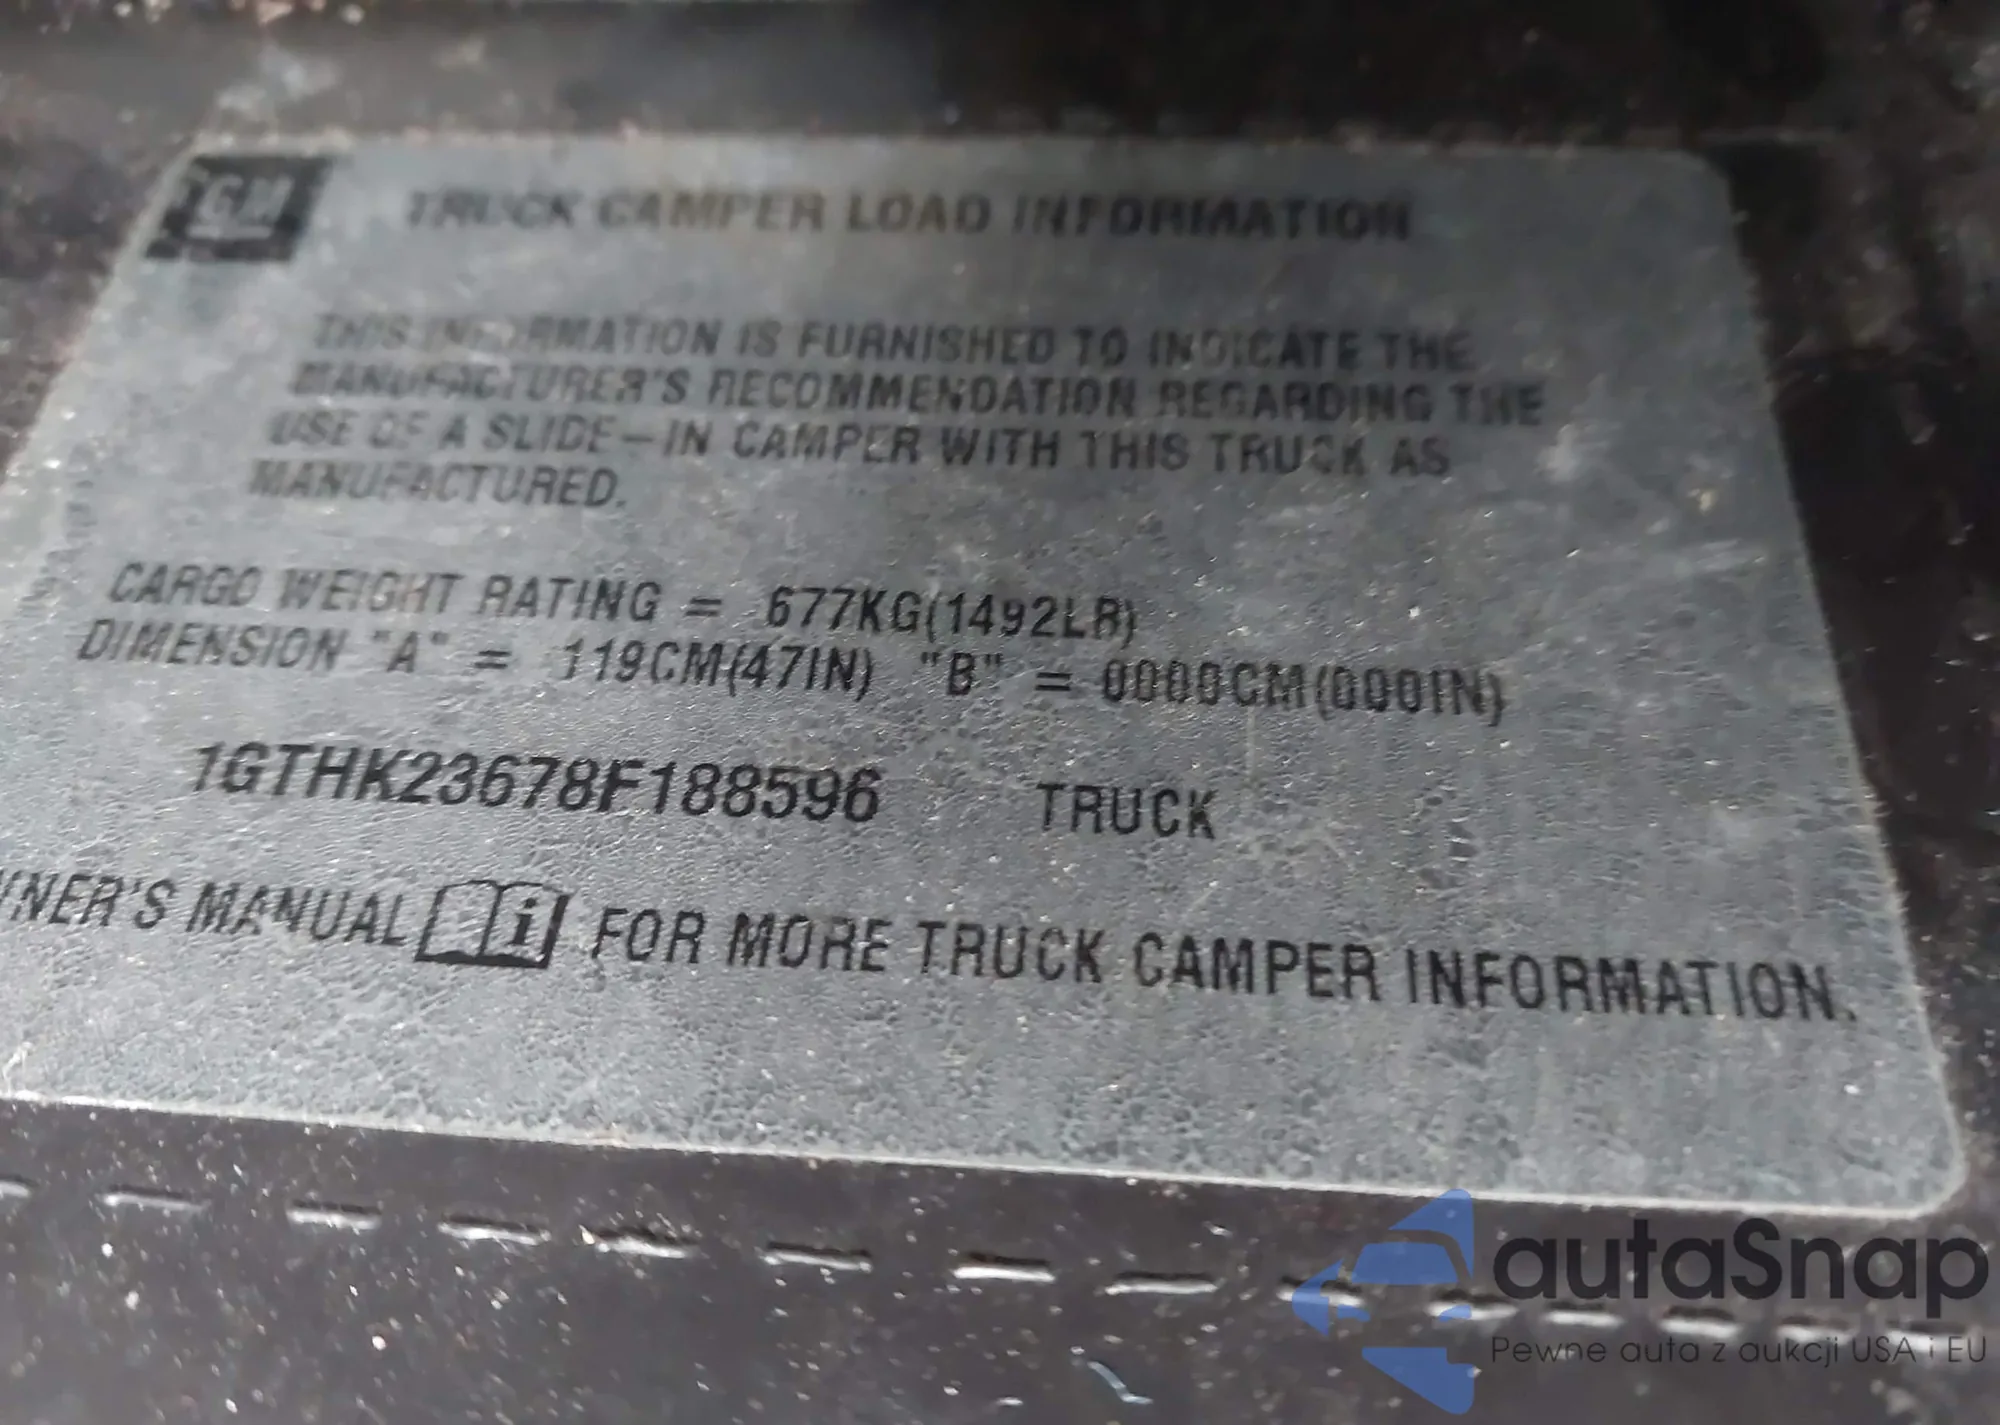 GM TRUCK CAMPER LOAD INFORMATION
THIS INFORMATION IS FURNISHED TO INDICATE THE
MANUFACTURER'S RECOMMENDATION REGARDING THE
USE OF A SLIDE-IN CAMPER WITH THIS TRUCK AS
MANUFACTURED.
CARGO WEIGHT RATING = 677KG(1492LB)
DIMENSION "A" = 119CM(47IN) "B" = 0000CM(000IN)
1GTHK23678F188596 TRUCK
NER'S MANUAL i FOR MORE TRUCK CAMPER INFORMATION.
autaSnap
Pewne auta z aukcji USA i EU